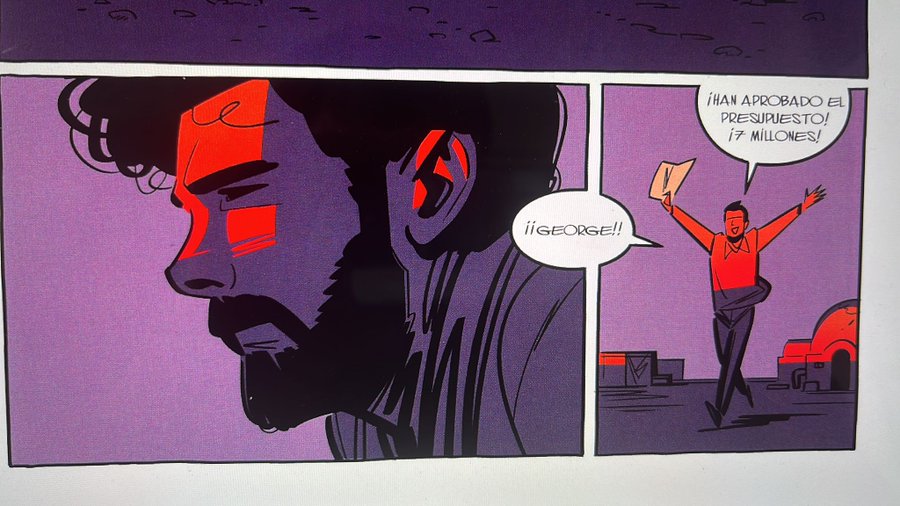 ¡¡GEORGE!!
¡HAN APROBADO EL
PRESUPUESTO!
¡7 MILLONES!